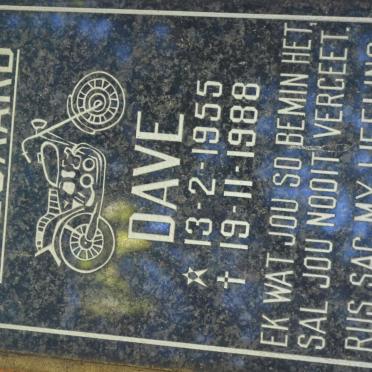 DAVE
★ 13-2-1955
✝ 19-11-1988
EK WAT JOU SO BEMIN HET,
SAL JOU NOOIT VERGEET.
RUS SAG MY